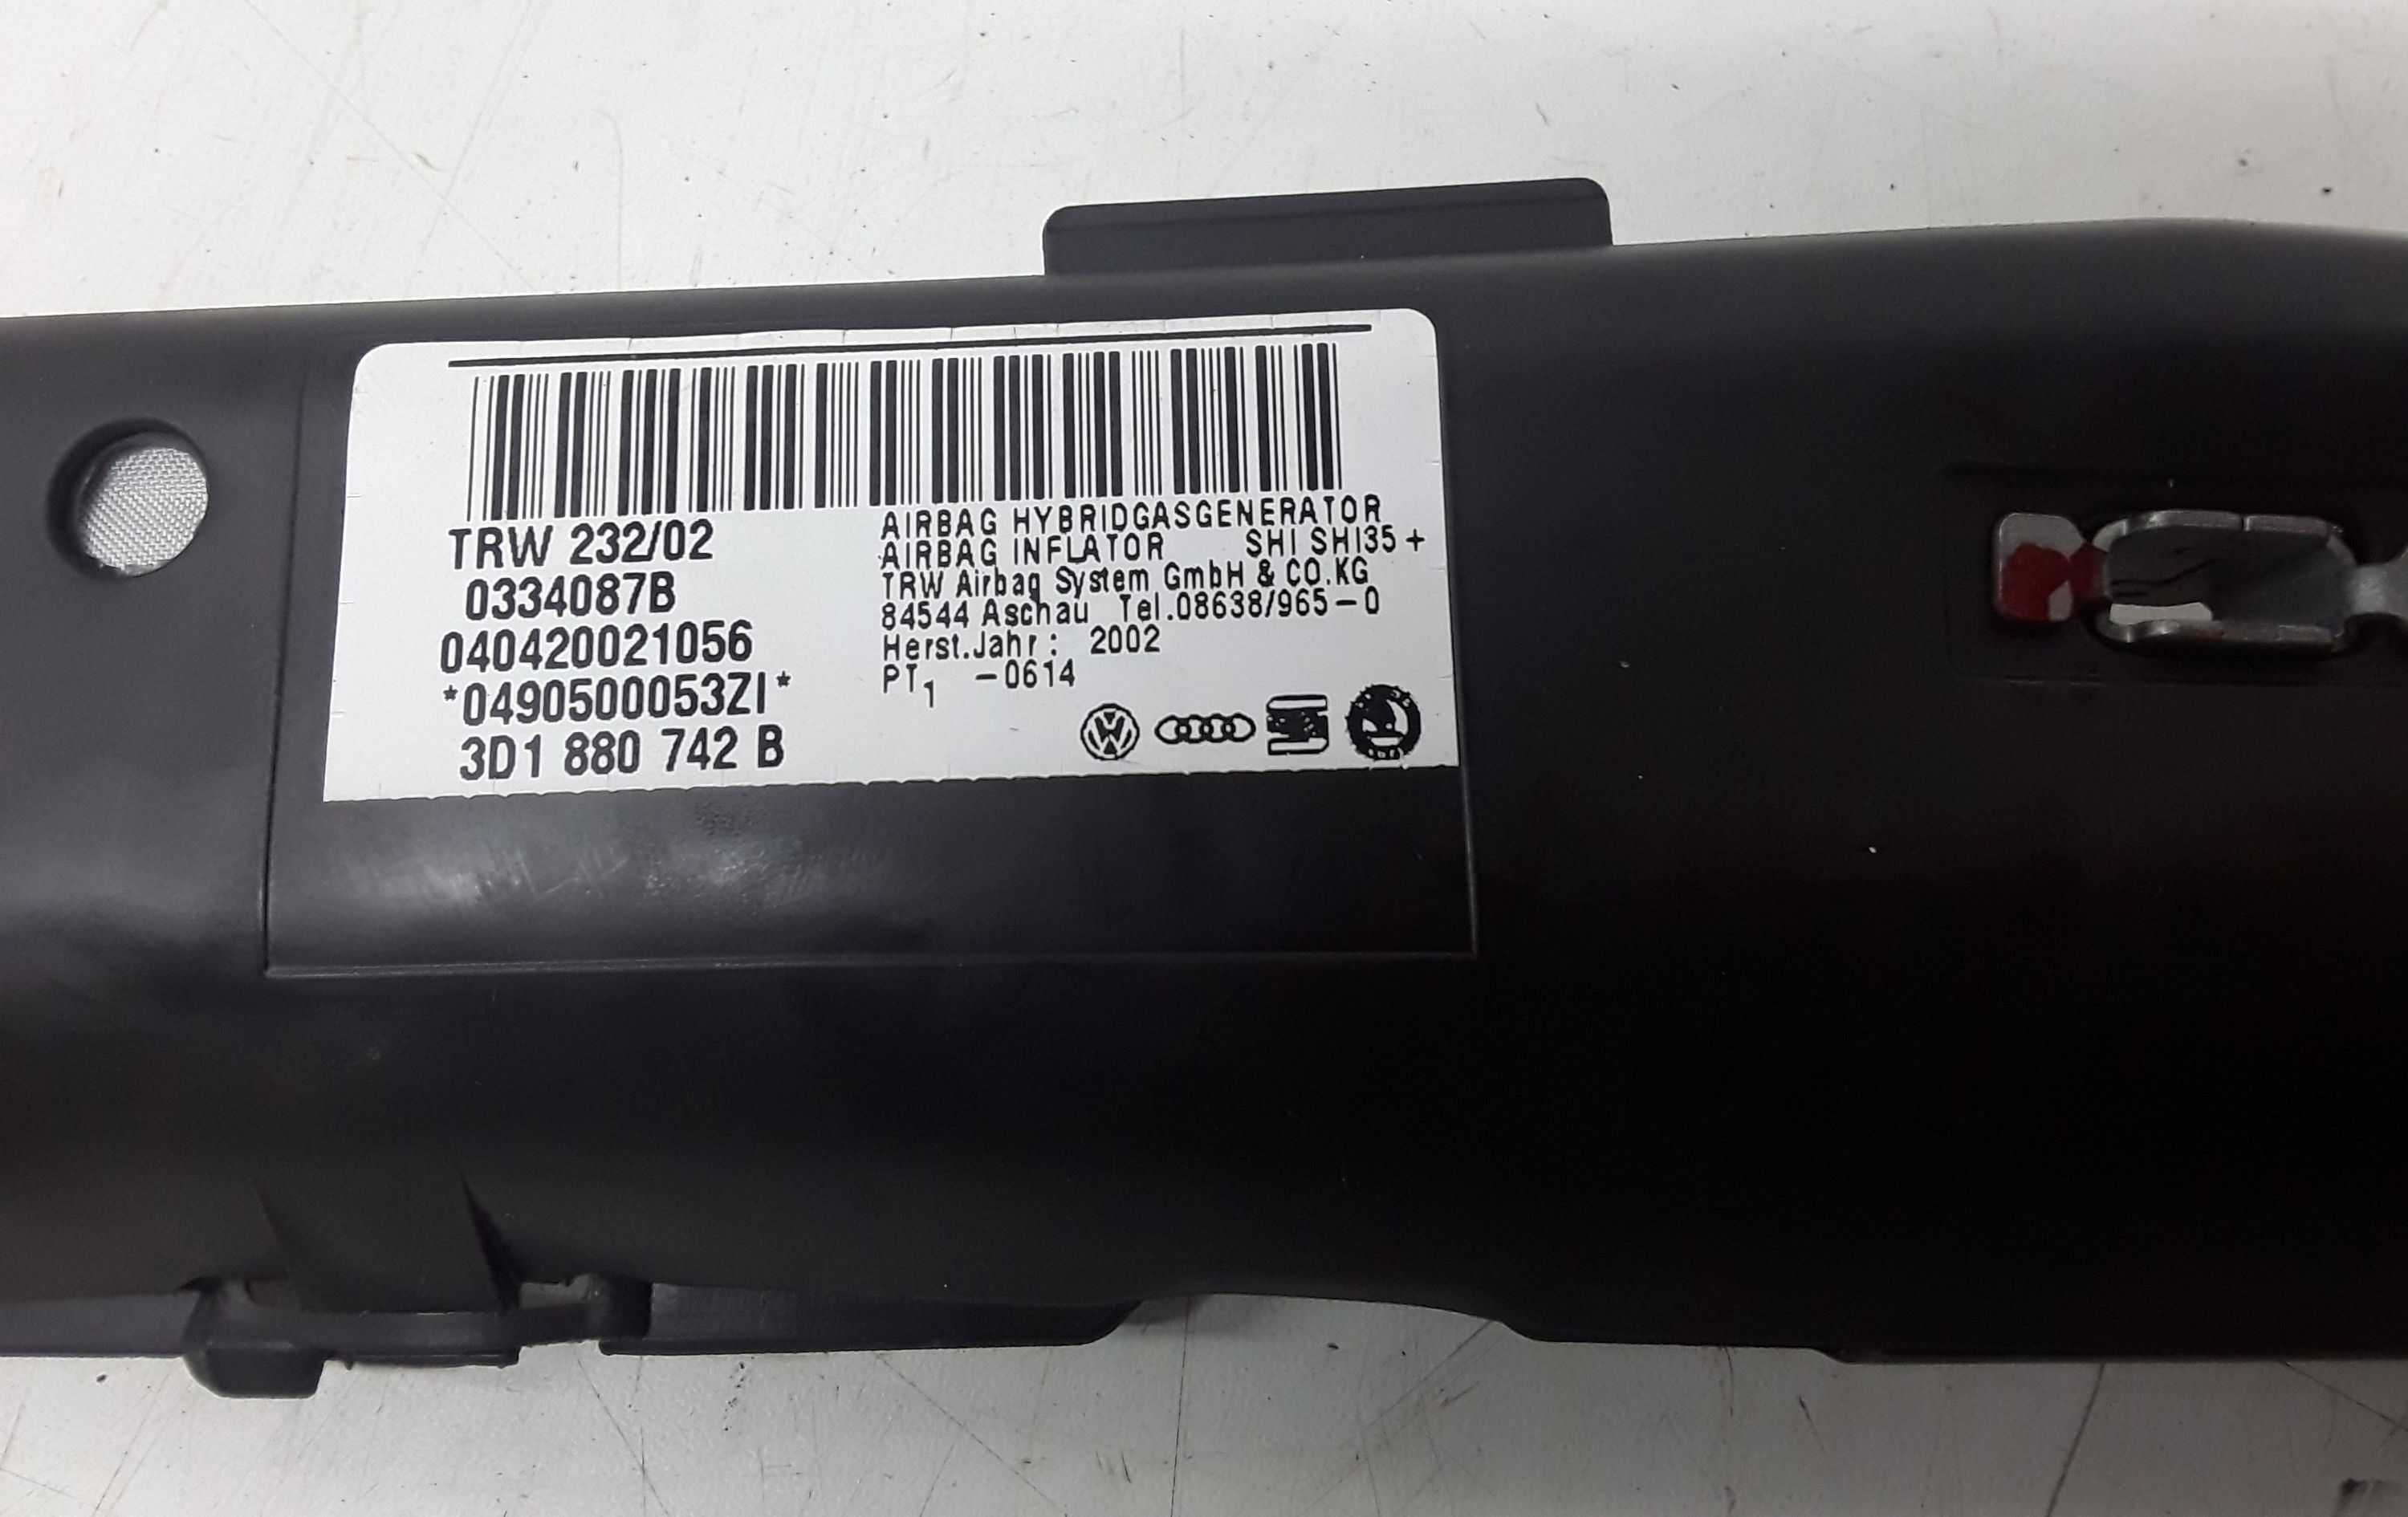 TRW 232/02
0334087B
040420021056
*0490500053ZI*
3D1 880 742 B
AIRBAG HYBRIDGASGENERATOR
AIRBAG INFLATOR SHI SHI35+
TRW Airbag System GmbH & CO.KG
84544 Aschau Tel.08638/965-0
Herst.Jahr: 2002
PT1 -0614